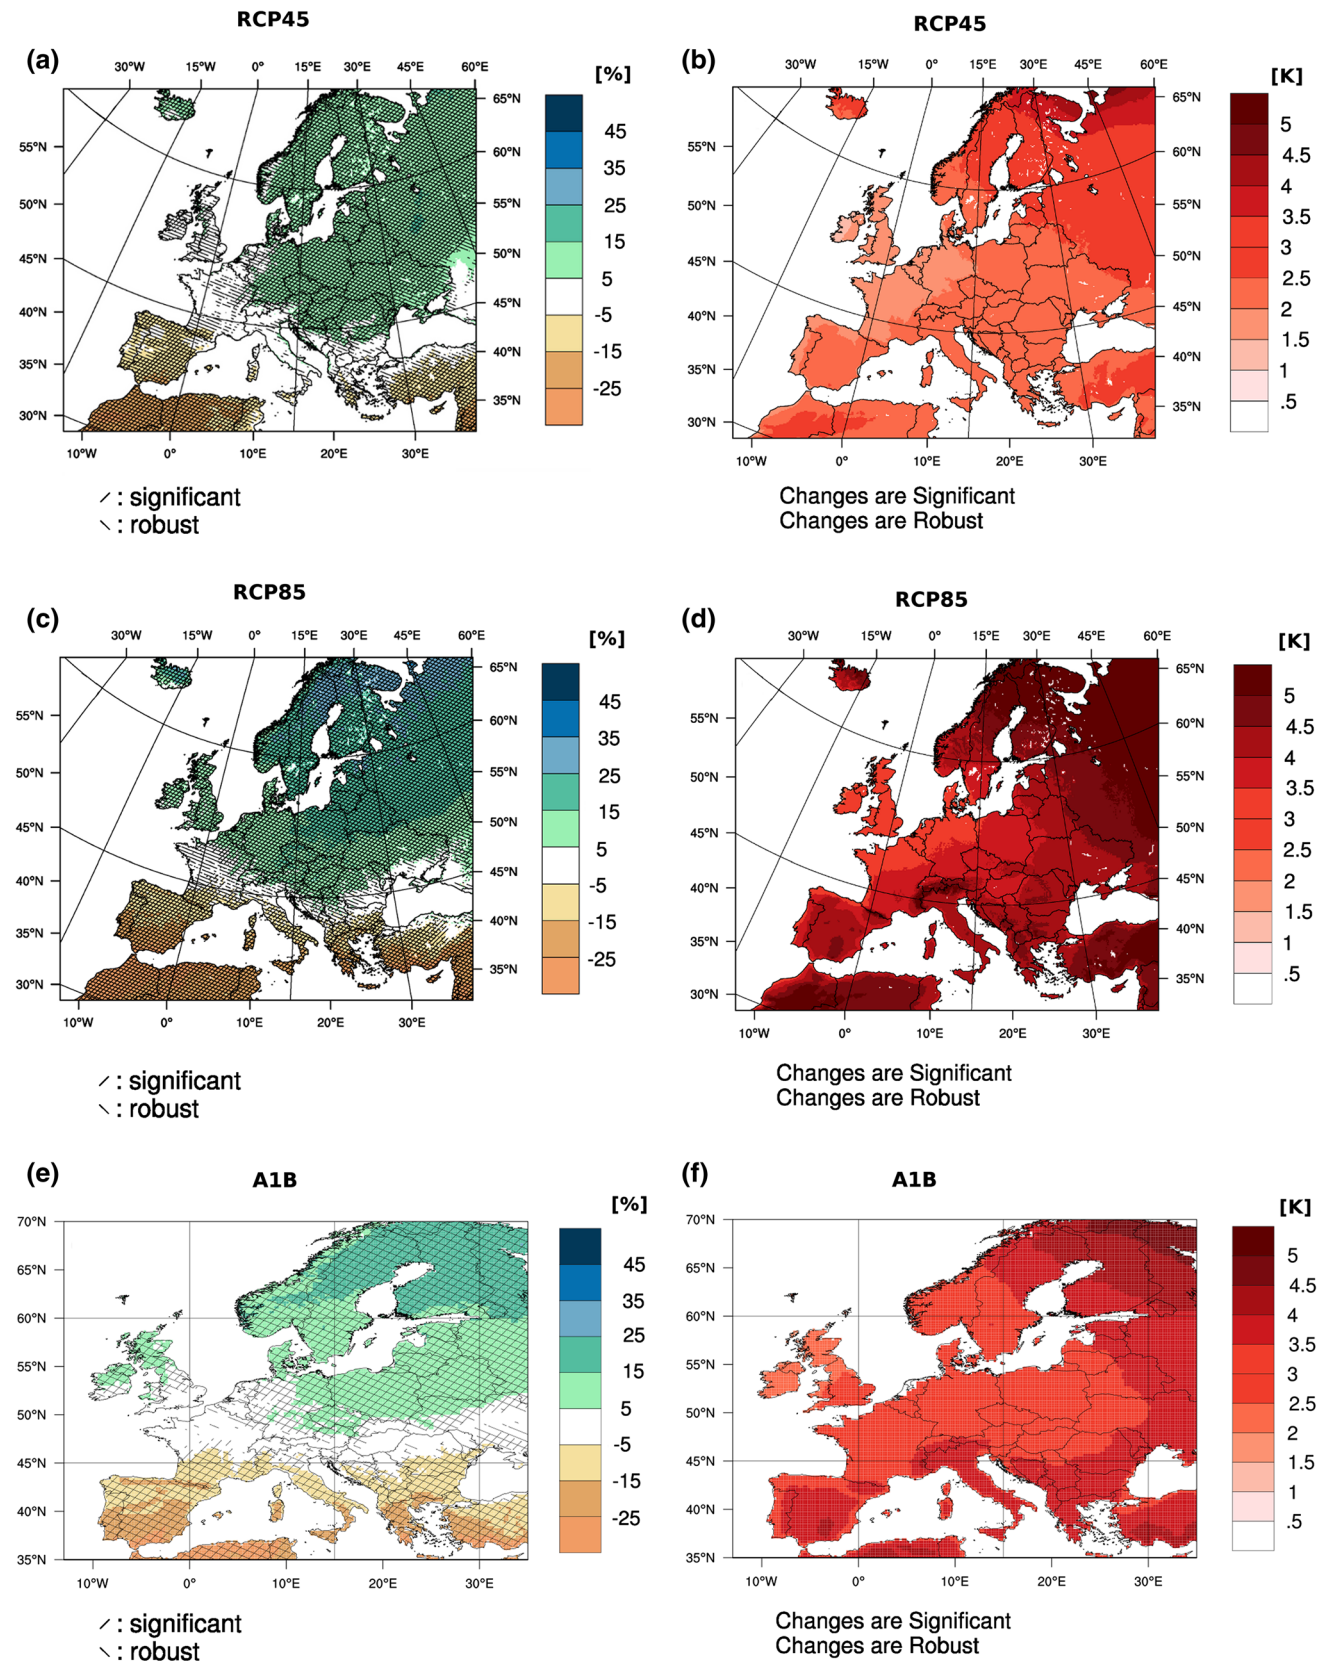 RCP45
(a)
30°W 15°W 0° 15°E 30°E 45°E 60°E
[%]
65°N
55°N
60°N
50°N
55°N
45°N
50°N
40°N
45°N
35°N
40°N
30°N
35°N
10°W 0° 10°E 20°E 30°E
45
35
25
15
5
-5
-15
-25
⟋ : significant
⟍ : robust
RCP45
(b)
30°W 15°W 0° 15°E 30°E 45°E 60°E
[K]
65°N
55°N
60°N
50°N
55°N
45°N
50°N
40°N
45°N
35°N
40°N
30°N
35°N
10°W 0° 10°E 20°E 30°E
5
4.5
4
3.5
3
2.5
2
1.5
1
.5
Changes are Significant
Changes are Robust
RCP85
(c)
30°W 15°W 0° 15°E 30°E 45°E 60°E
[%]
65°N
55°N
60°N
50°N
55°N
45°N
50°N
40°N
45°N
35°N
40°N
30°N
35°N
10°W 0° 10°E 20°E 30°E
45
35
25
15
5
-5
-15
-25
⟋ : significant
⟍ : robust
RCP85
(d)
30°W 15°W 0° 15°E 30°E 45°E 60°E
[K]
65°N
55°N
60°N
50°N
55°N
45°N
50°N
40°N
45°N
35°N
40°N
30°N
35°N
10°W 0° 10°E 20°E 30°E
5
4.5
4
3.5
3
2.5
2
1.5
1
.5
Changes are Significant
Changes are Robust
A1B
(e)
[%]
70°N
65°N
60°N
55°N
50°N
45°N
40°N
35°N
10°W 0° 10°E 20°E 30°E
45
35
25
15
5
-5
-15
-25
⟋ : significant
⟍ : robust
A1B
(f)
[K]
70°N
65°N
60°N
55°N
50°N
45°N
40°N
35°N
10°W 0° 10°E 20°E 30°E
5
4.5
4
3.5
3
2.5
2
1.5
1
.5
Changes are Significant
Changes are Robust